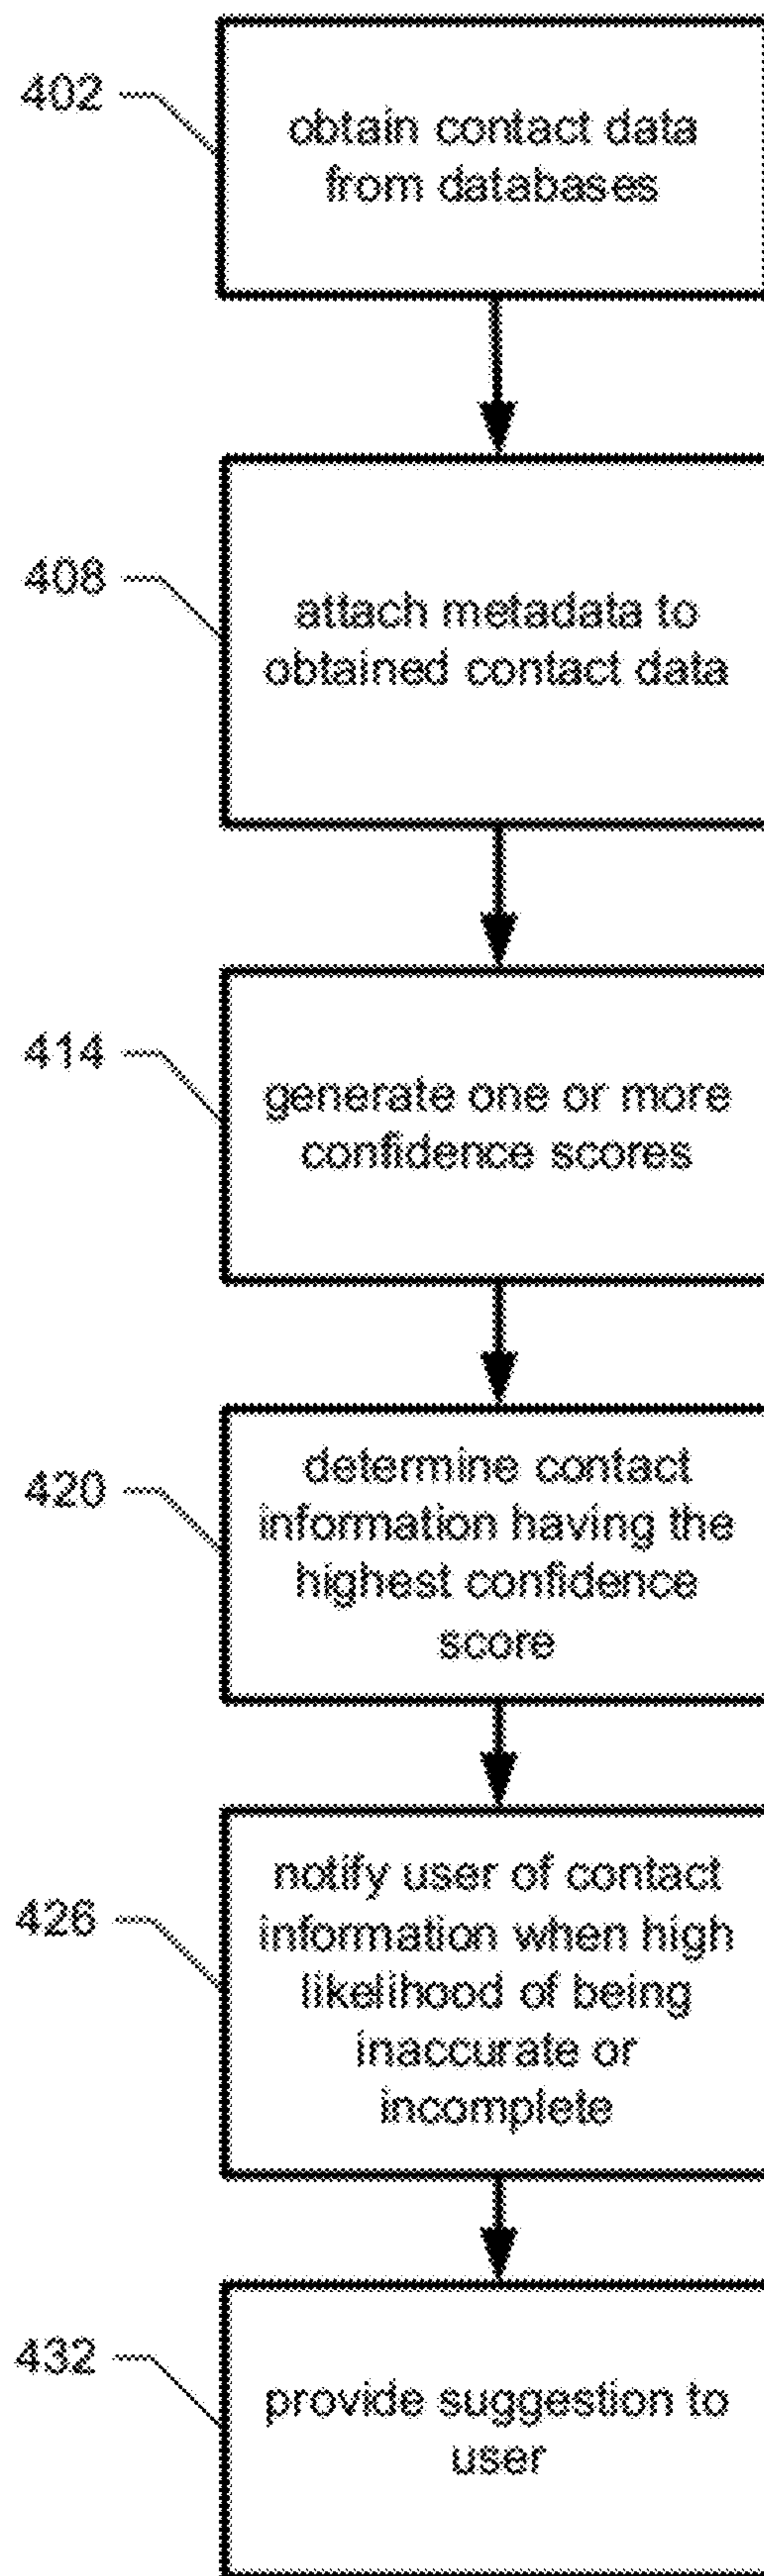 402
obtain contact data
from databases
408
attach metadata to
obtained contact data
414
generate one or more
confidence scores
420
determine contact
information having the
highest confidence
score
426
notify user of contact
information when high
likelihood of being
inaccurate or
incomplete
432
provide suggestion to
user